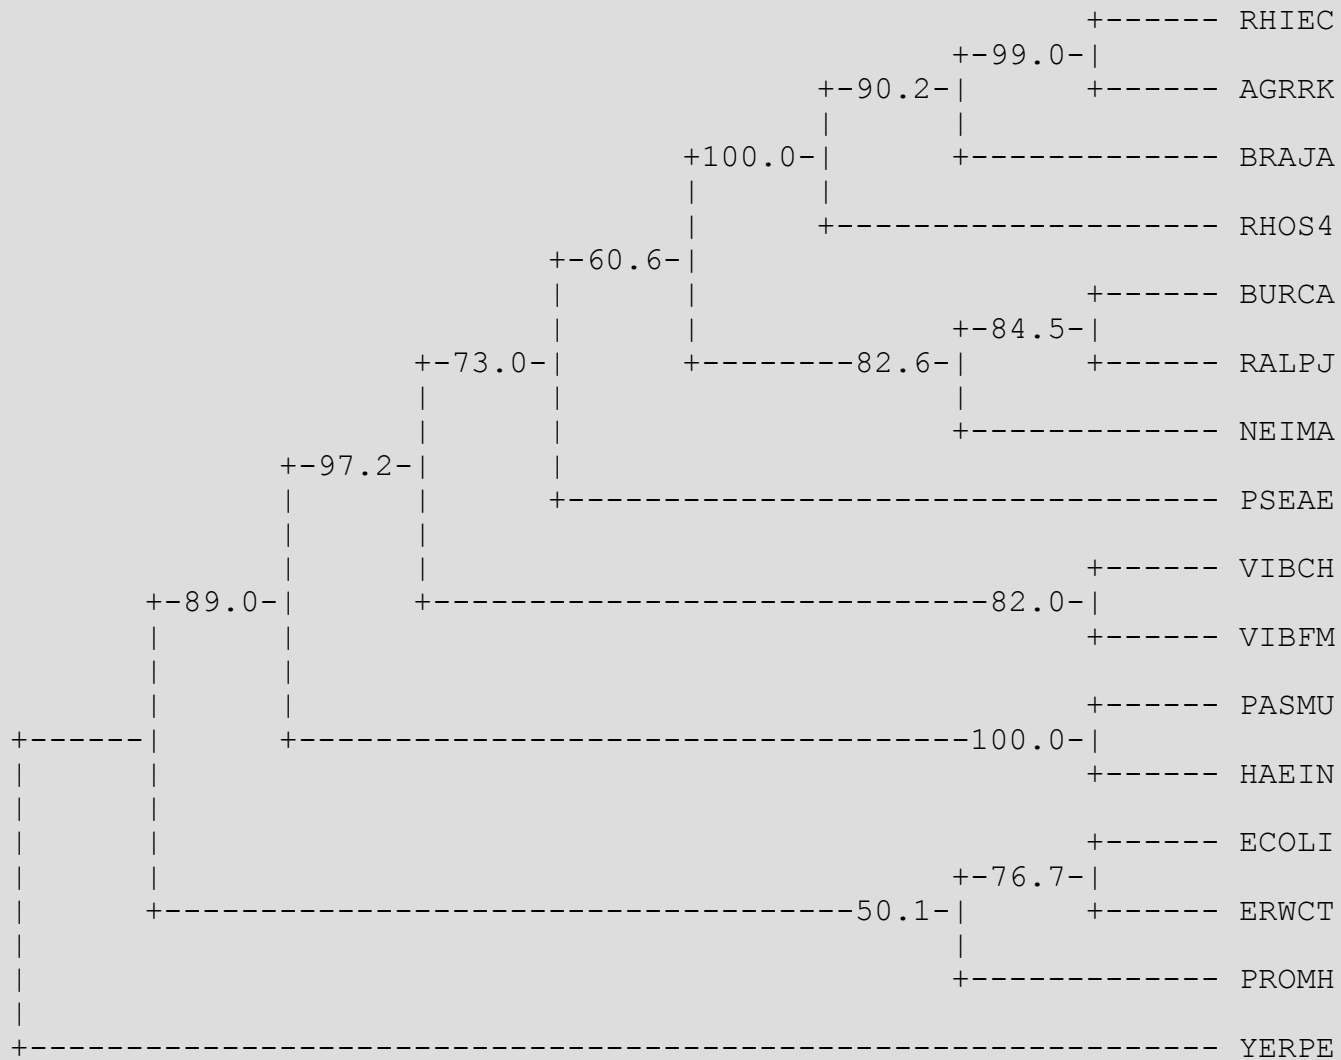 +------ RHIEC
+-99.0-|
+-90.2-| +------ AGRRK
| |
+100.0-| +------------- BRAJA
| |
| +-------------------- RHOS4
+-60.6-|
| | +------ BURCA
| | +-84.5-|
+-73.0-| +--------82.6-| +------ RALPJ
| | |
| | +------------- NEIMA
+-97.2-| |
| | +---------------------------------- PSEAE
| |
| | +------ VIBCH
+-89.0-| +-----------------------------82.0-|
| | +------ VIBFM
| |
| | +------ PASMU
+------| +-----------------------------------100.0-|
| | +------ HAEIN
| |
| | +------ ECOLI
| | +-76.7-|
| +------------------------------------50.1-| +------ ERWCT
| |
| +------------- PROMH
|
+-------------------------------------------------------------- YERPE